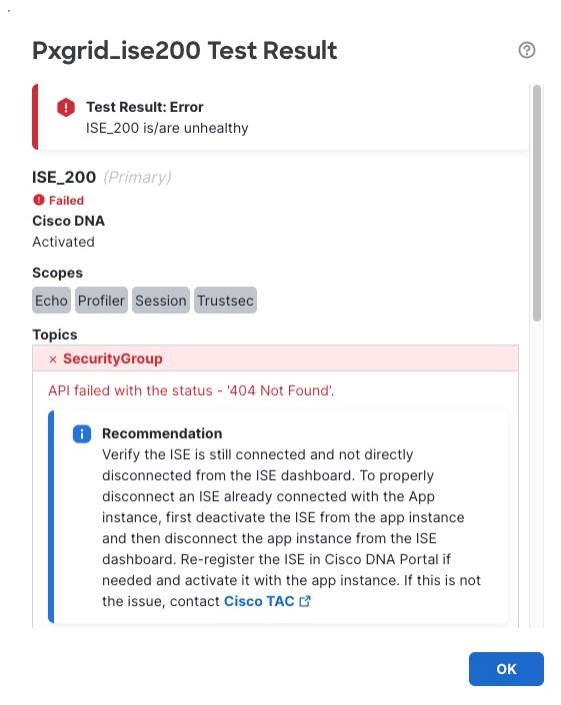 Pxgrid_ise200 Test Result
Test Result: Error
ISE_200 is/are unhealthy
ISE_200 (Primary)
Failed
Cisco DNA
Activated
Scopes
Echo Profiler Session Trustsec
Topics
× SecurityGroup
API failed with the status - '404 Not Found'.
Recommendation
Verify the ISE is still connected and not directly
disconnected from the ISE dashboard. To properly
disconnect an ISE already connected with the App
instance, first deactivate the ISE from the app instance
and then disconnect the app instance from the ISE
dashboard. Re-register the ISE in Cisco DNA Portal if
needed and activate it with the app instance. If this is not
the issue, contact Cisco TAC
OK